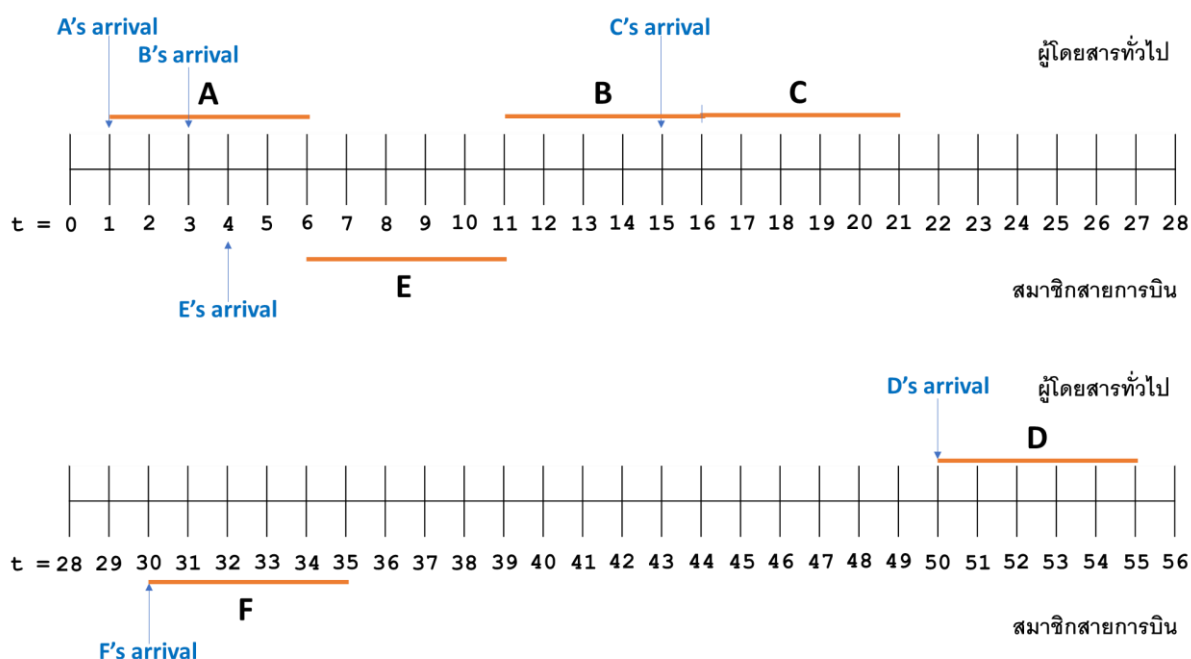 A's arrival
C's arrival
B's arrival
ผู้โดยสารทั่วไป
A
B
C
t = 0 1 2 3 4 5 6 7 8 9 10 11 12 13 14 15 16 17 18 19 20 21 22 23 24 25 26 27 28
E
สมาชิกสายการบิน
E's arrival
D's arrival
ผู้โดยสารทั่วไป
D
t = 28 29 30 31 32 33 34 35 36 37 38 39 40 41 42 43 44 45 46 47 48 49 50 51 52 53 54 55 56
F
สมาชิกสายการบิน
F's arrival